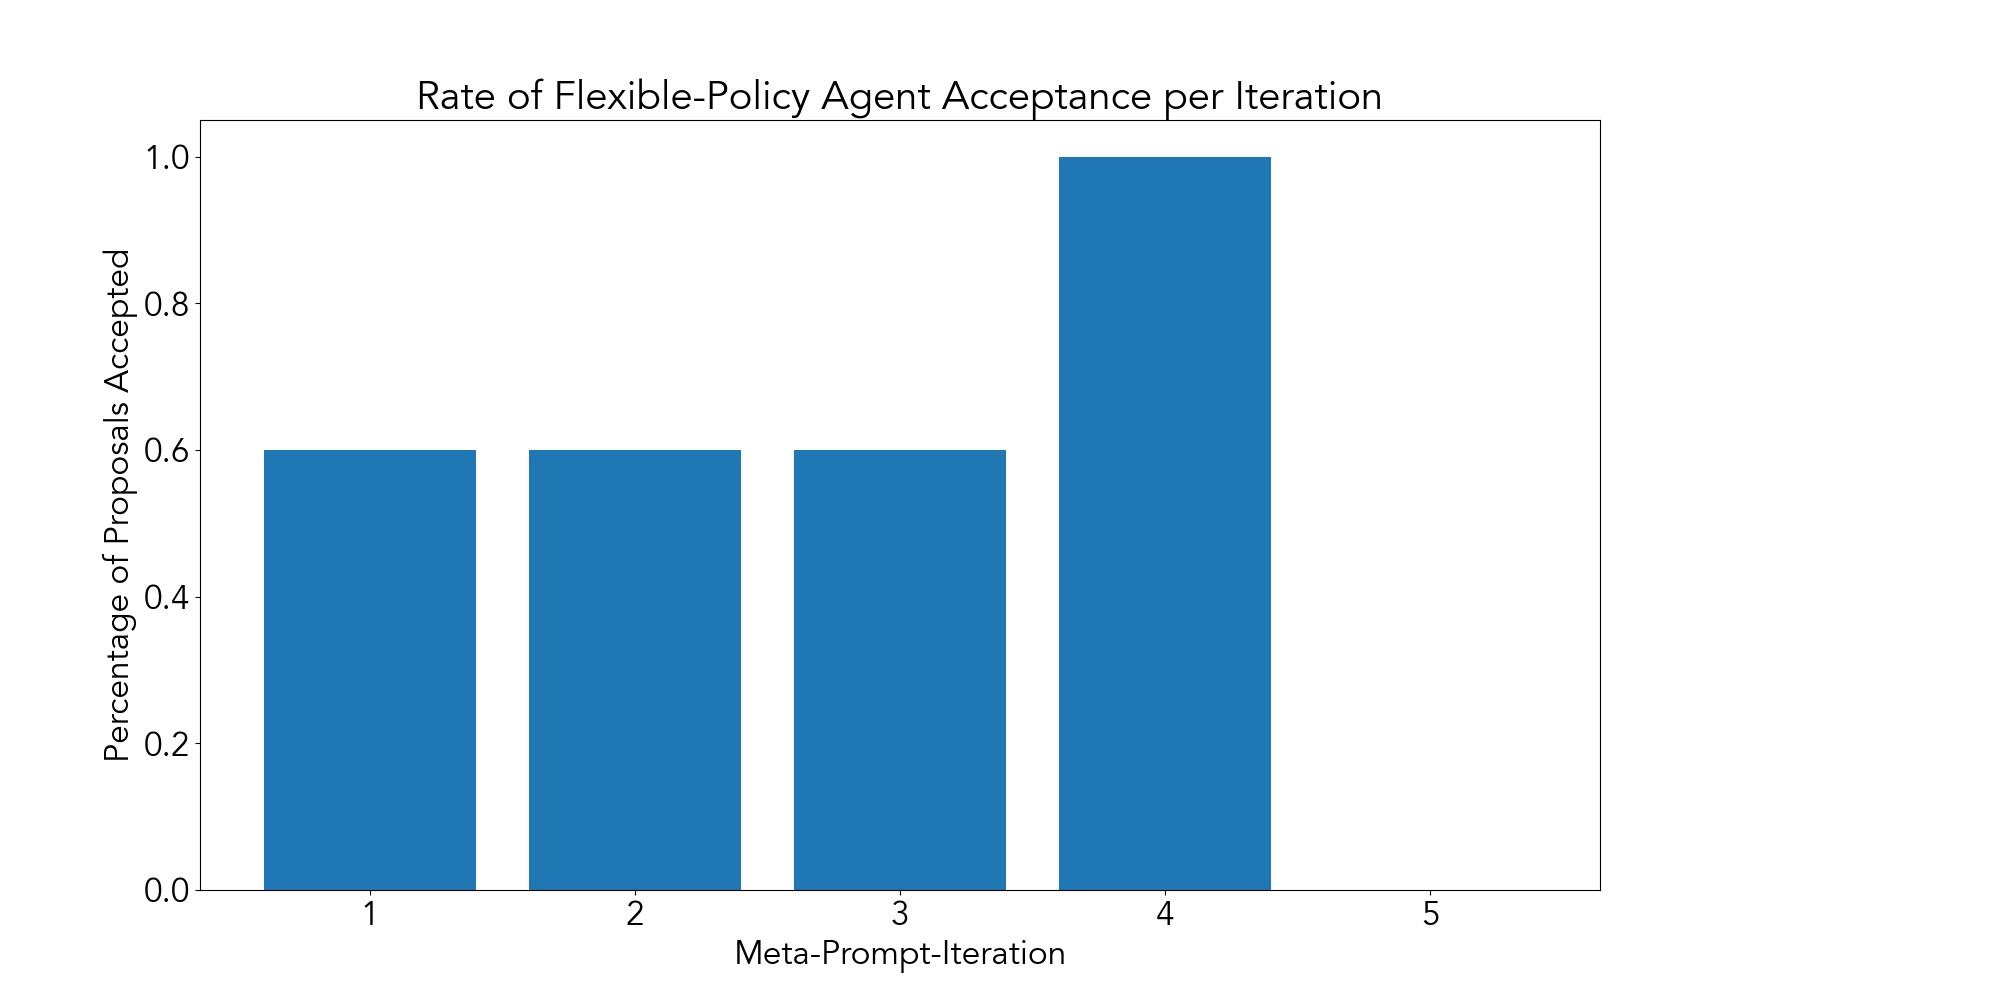 Rate of Flexible-Policy Agent Acceptance per Iteration
Percentage of Proposals Accepted
1.0
0.8
0.6
0.4
0.2
0.0
1 2 3 4 5
Meta-Prompt-Iteration